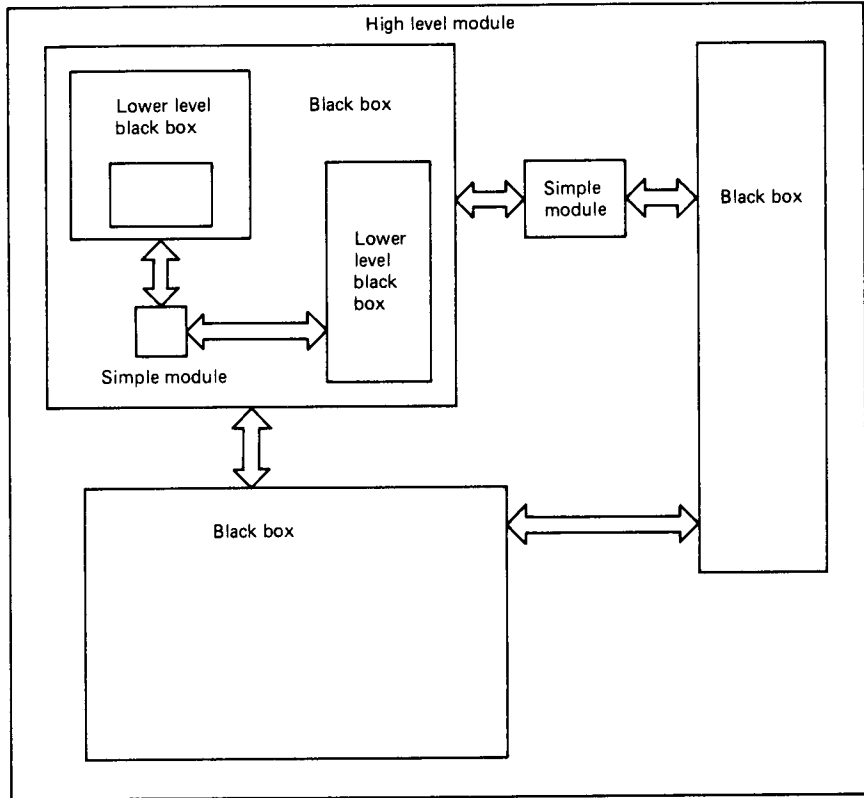 High level module
Lower level
black box
Black box
Lower
level
black
box
Simple module
Simple
module
Black box
Black box